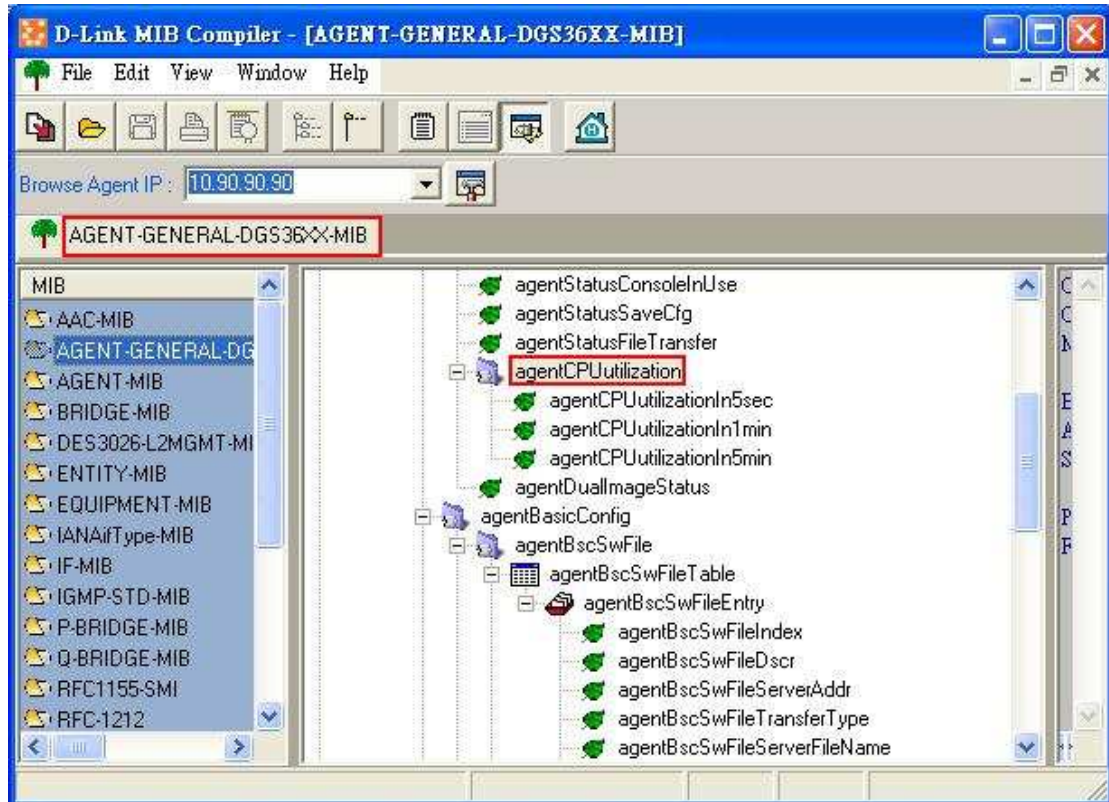 D-Link MIB Compiler - [AGENT-GENERAL-DGS36XX-MIB]
File Edit View Window Help
Browse Agent IP : 10.90.90.90
AGENT-GENERAL-DGS36XX-MIB
MIB
AAC-MIB
AGENT-GENERAL-DG
AGENT-MIB
BRIDGE-MIB
DES3026-L2MGMT-MI
ENTITY-MIB
EQUIPMENT-MIB
IANAifType-MIB
IF-MIB
IGMP-STD-MIB
P-BRIDGE-MIB
Q-BRIDGE-MIB
RFC1155-SMI
RFC-1212
agentStatusConsoleInUse
agentStatusSaveCfg
agentStatusFileTransfer
agentCPUutilization
agentCPUutilizationIn5sec
agentCPUutilizationIn1min
agentCPUutilizationIn5min
agentDualImageStatus
agentBasicConfig
agentBscSwFile
agentBscSwFileTable
agentBscSwFileEntry
agentBscSwFileIndex
agentBscSwFileDscr
agentBscSwFileServerAddr
agentBscSwFileTransferType
agentBscSwFileServerFileName